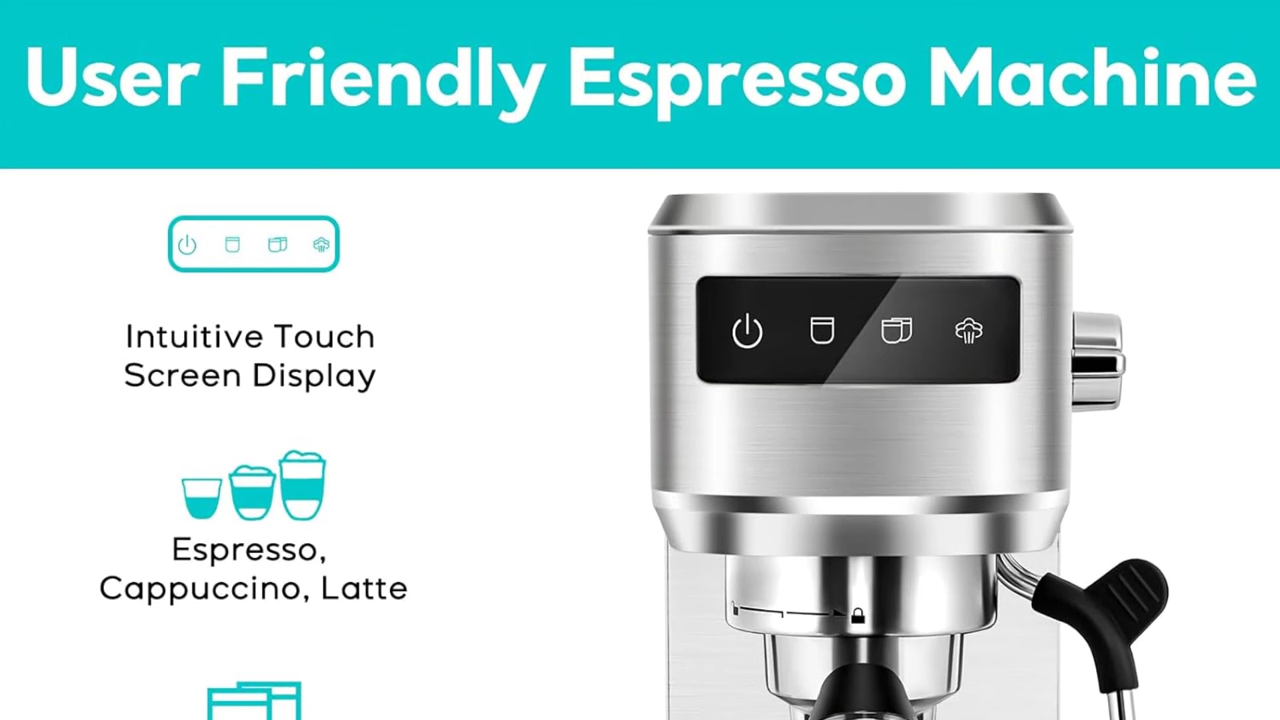 User Friendly Espresso Machine
Intuitive Touch
Screen Display
Espresso,
Cappuccino, Latte